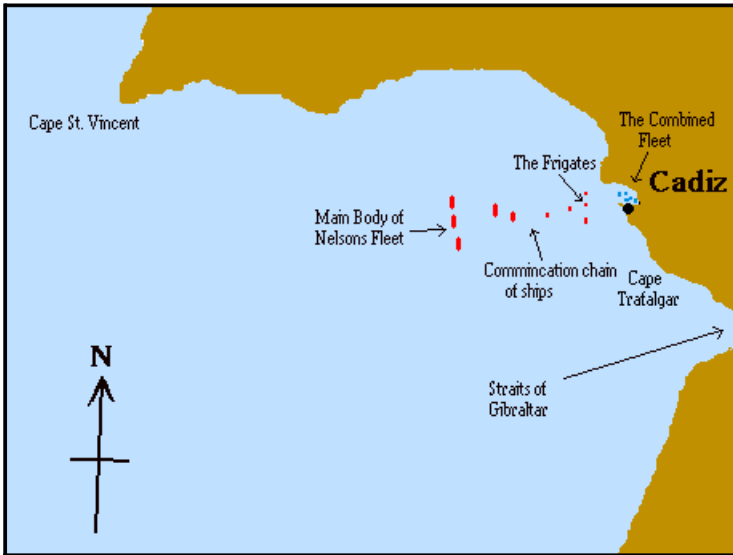 Cape St. Vincent
The Combined
Fleet
The Frigates
Cadiz
Main Body of
Nelsons Fleet
Commincation chain
of ships
Cape
Trafalgar
N
Straits of
Gibraltar